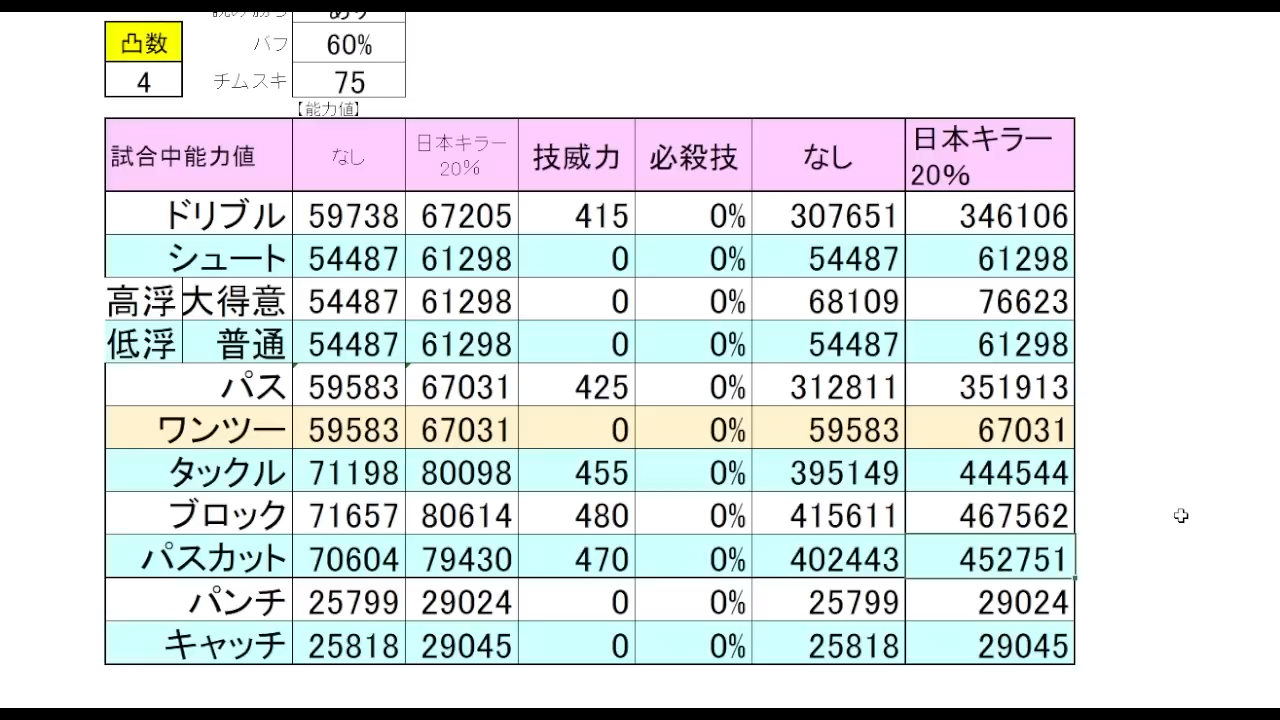 凸数 バフ 60%
4 チムスキ 75
【能力値】
試合中能力値 なし 日本キラー 20% 技威力 必殺技 なし 日本キラー 20%
ドリブル 59738 67205 415 0% 307651 346106
シュート 54487 61298 0 0% 54487 61298
高浮 大得意 54487 61298 0 0% 68109 76623
低浮 普通 54487 61298 0 0% 54487 61298
パス 59583 67031 425 0% 312811 351913
ワンツー 59583 67031 0 0% 59583 67031
タックル 71198 80098 455 0% 395149 444544
ブロック 71657 80614 480 0% 415611 467562
パスカット 70604 79430 470 0% 402443 452751
パンチ 25799 29024 0 0% 25799 29024
キャッチ 25818 29045 0 0% 25818 29045